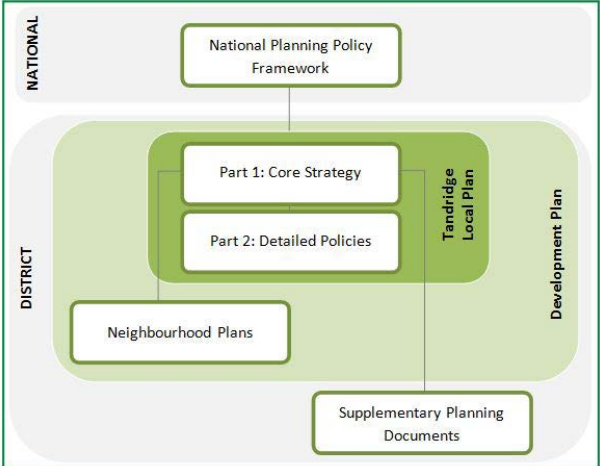 NATIONAL
National Planning Policy
Framework
DISTRICT
Part 1: Core Strategy
Part 2: Detailed Policies
Tandridge
Local Plan
Development Plan
Neighbourhood Plans
Supplementary Planning
Documents